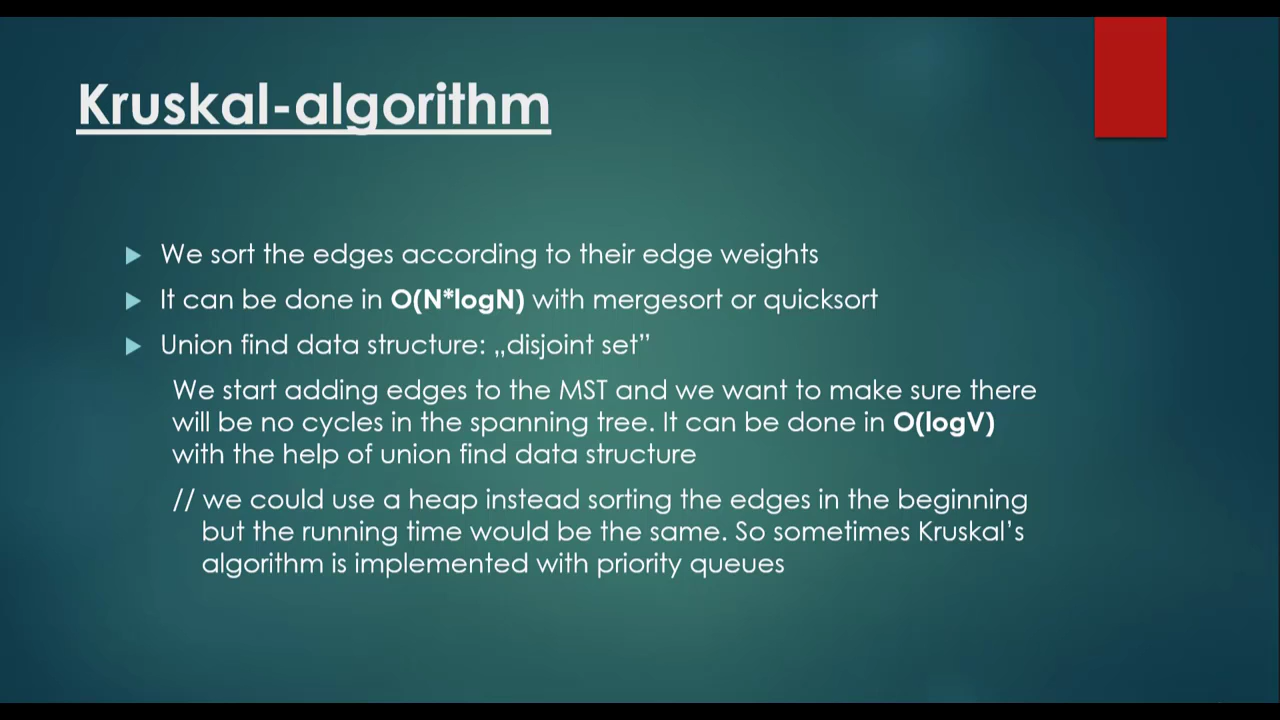 Kruskal-algorithm
We sort the edges according to their edge weights
It can be done in O(N*logN) with mergesort or quicksort
Union find data structure: „disjoint set”
We start adding edges to the MST and we want to make sure there
will be no cycles in the spanning tree. It can be done in O(logV)
with the help of union find data structure
// we could use a heap instead sorting the edges in the beginning
but the running time would be the same. So sometimes Kruskal’s
algorithm is implemented with priority queues